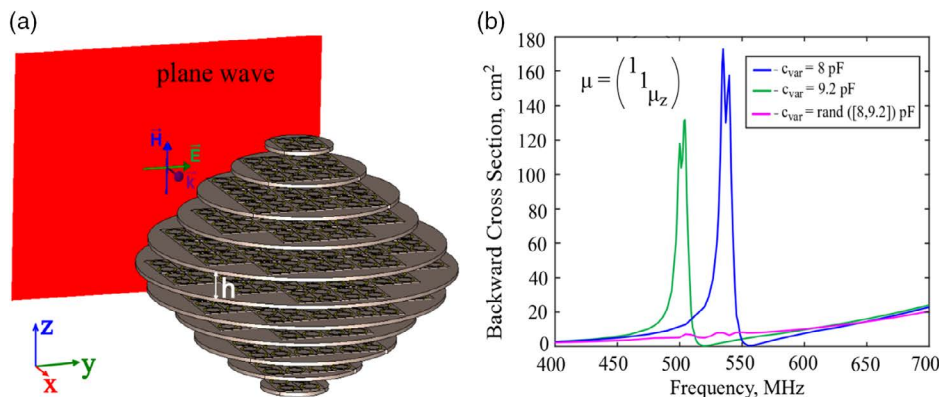 (a)
plane wave
H
E
k
h
z
y
x
(b)
Backward Cross Section, cm²
180
160
140
120
100
80
60
40
20
0
μ = (1 1 μz)
- cvar = 8 pF
- cvar = 9.2 pF
- cvar = rand ([8,9.2]) pF
400 450 500 550 600 650 700
Frequency, MHz